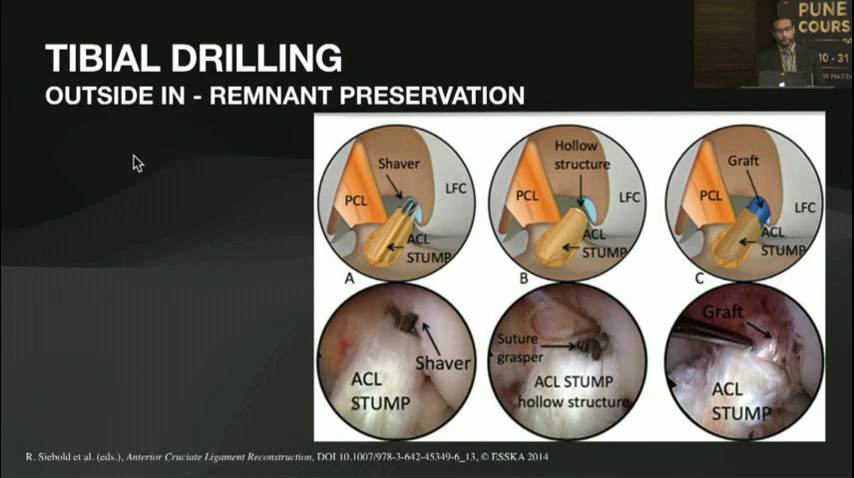 TIBIAL DRILLING
OUTSIDE IN - REMNANT PRESERVATION
PUNE
COURS
30 - 31
Shaver
PCL
LFC
ACL
STUMP
A
Hollow
structure
PCL
LFC
ACL
STUMP
B
Graft
PCL
LFC
ACL
STUMP
C
Shaver
ACL
STUMP
Suture
grasper
ACL STUMP
hollow structure
Graft
ACL
STUMP
R. Siebold et al. (eds.), Anterior Cruciate Ligament Reconstruction, DOI 10.1007/978-3-642-45349-6_13, © ESSKA 2014